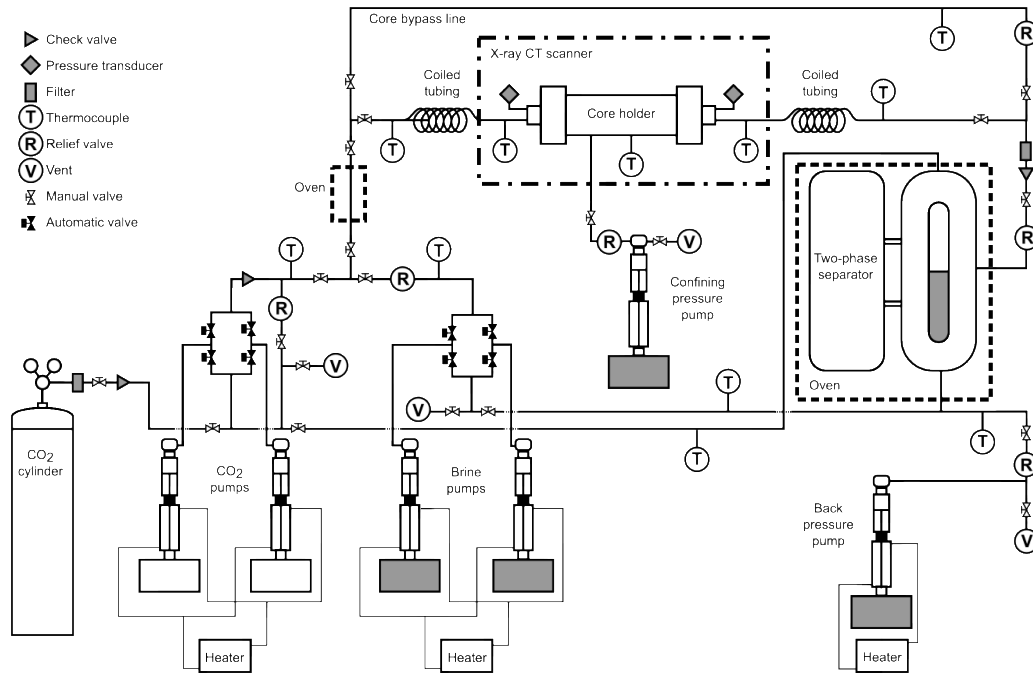 Core bypass line
Check valve
Pressure transducer
Filter
T Thermocouple
R Relief valve
V Vent
Manual valve
Automatic valve
X-ray CT scanner
Coiled
tubing
Core holder
Coiled
tubing
T
R
T
T
T
T
T
T
Oven
R
V
Confining
pressure
pump
Two-phase
separator
Oven
R
T
R
T
R
V
V
T
T
T
CO2
cylinder
CO2
pumps
Brine
pumps
Back
pressure
pump
R
V
Heater
Heater
Heater